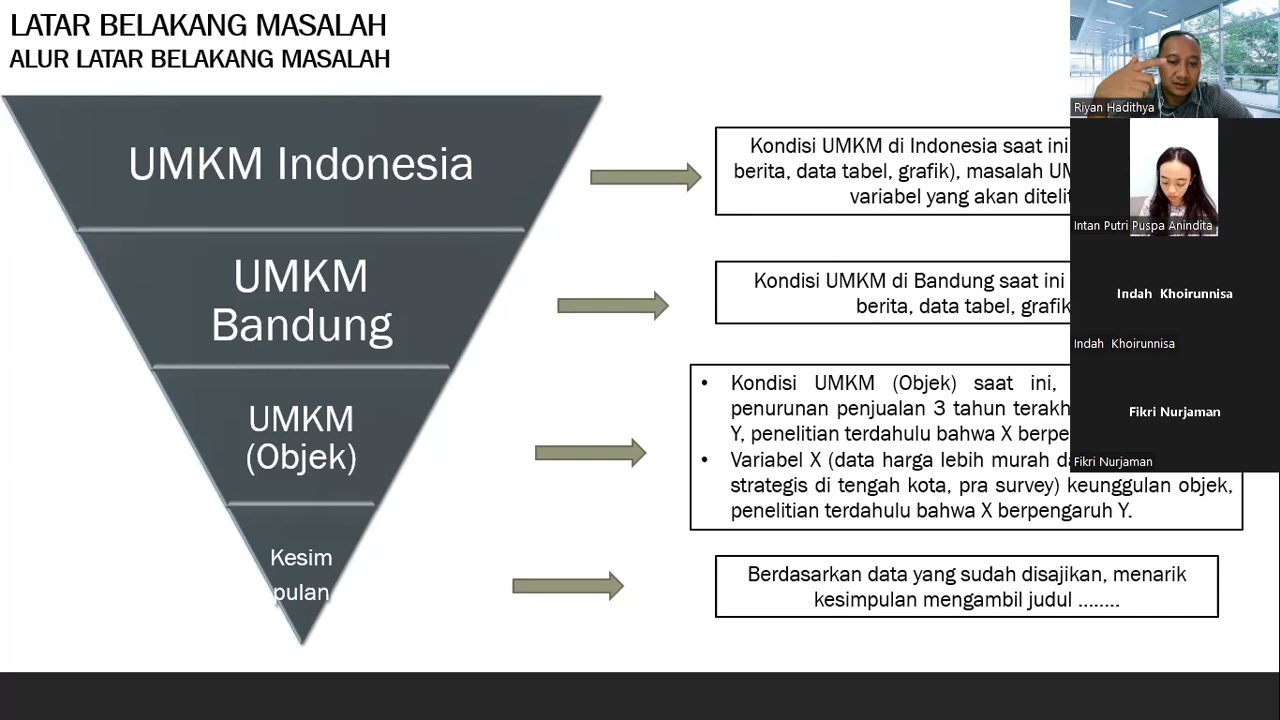 LATAR BELAKANG MASALAH
ALUR LATAR BELAKANG MASALAH
UMKM Indonesia
UMKM
Bandung
UMKM
(Objek)
Kesim
pulan
Kondisi UMKM di Indonesia saat ini
berita, data tabel, grafik), masalah
variabel yang akan
Kondisi UMKM di Bandung saat ini
berita, data tabel, grafik
• Kondisi UMKM (Objek) saat ini,
penurunan penjualan 3 tahun
Y, penelitian terdahulu bahwa X
• Variabel X (data harga lebih murah
strategis di tengah kota, pra survey) keunggulan objek,
penelitian terdahulu bahwa X berpengaruh Y.
Berdasarkan data yang sudah disajikan, menarik
kesimpulan mengambil judul ........
Riyan Hadithya
Intan Putri Puspa Anindita
Indah Khoirunnisa
Indah Khoirunnisa
Fikri Nurjaman
Fikri Nurjaman